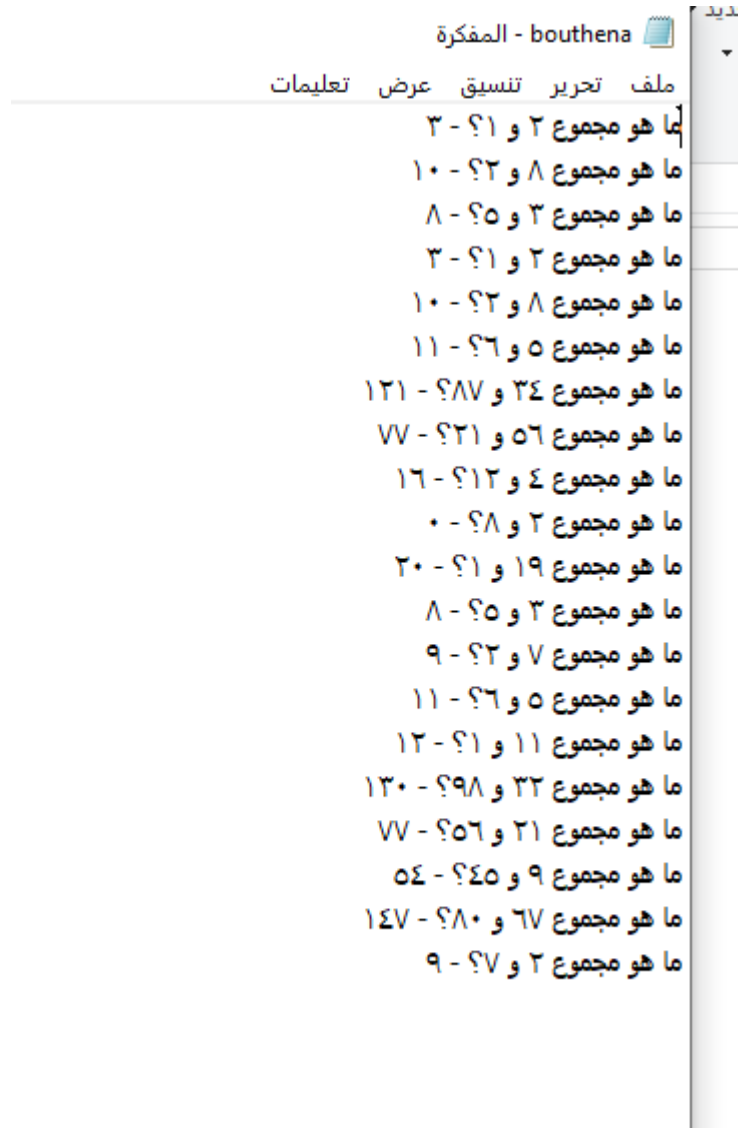 ديد
bouthena - المفكرة
ملف تحرير تنسيق عرض تعليمات
ما هو مجموع ٢ و ١؟ - ٣
ما هو مجموع ٨ و ٢؟ - ١٠
ما هو مجموع ٣ و ٥؟ - ٨
ما هو مجموع ٢ و ١؟ - ٣
ما هو مجموع ٨ و ٢؟ - ١٠
ما هو مجموع ٥ و ٦؟ - ١١
ما هو مجموع ٣٤ و ٨٧؟ - ١٢١
ما هو مجموع ٥٦ و ٢١؟ - ٧٧
ما هو مجموع ٤ و ١٢؟ - ١٦
ما هو مجموع ٢ و ٨؟ - ٠
ما هو مجموع ١٩ و ١؟ - ٢٠
ما هو مجموع ٣ و ٥؟ - ٨
ما هو مجموع ٧ و ٢؟ - ٩
ما هو مجموع ٥ و ٦؟ - ١١
ما هو مجموع ١١ و ١؟ - ١٢
ما هو مجموع ٣٢ و ٩٨؟ - ١٣٠
ما هو مجموع ٢١ و ٥٦؟ - ٧٧
ما هو مجموع ٩ و ٤٥؟ - ٥٤
ما هو مجموع ٦٧ و ٨٠؟ - ١٤٧
ما هو مجموع ٢ و ٧؟ - ٩